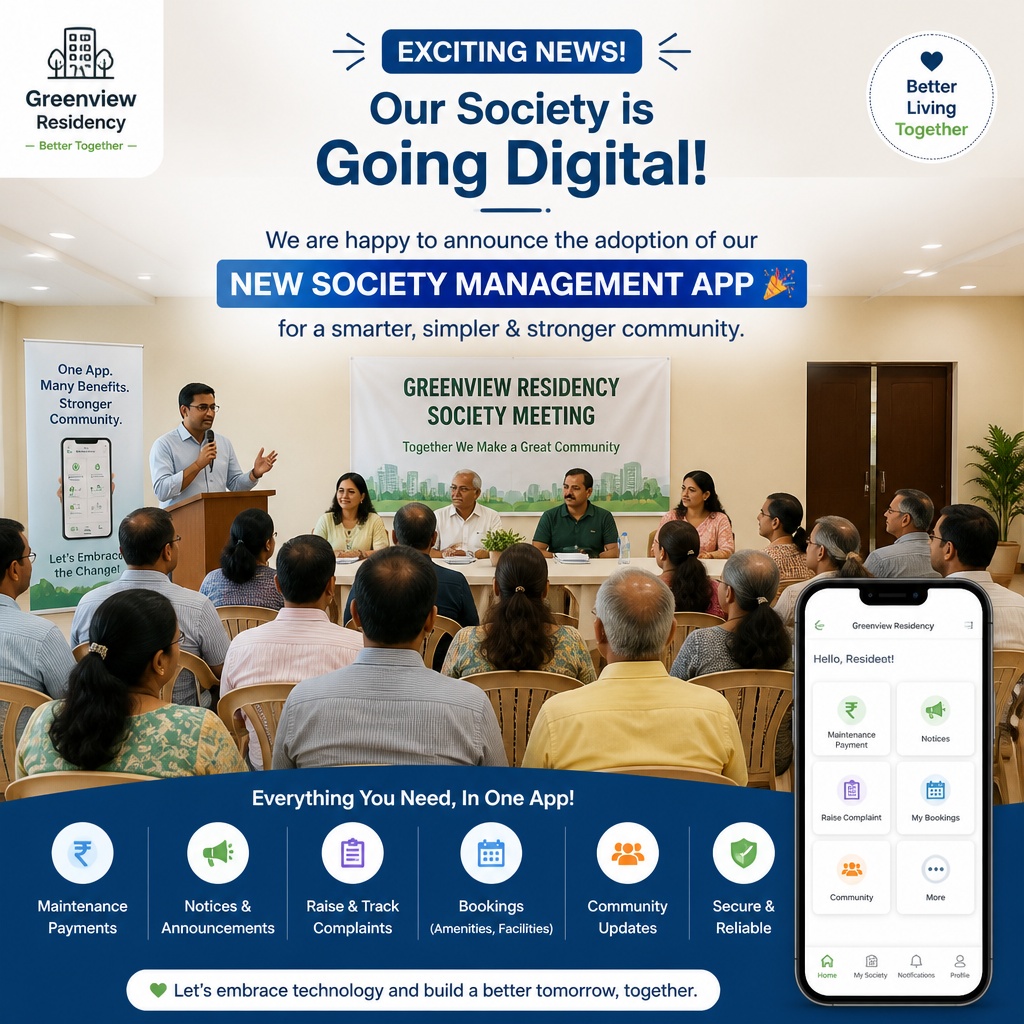 Greenview
Residency
— Better Together —
EXCITING NEWS!
Our Society is
Going Digital!
Better
Living
Together
We are happy to announce the adoption of our
NEW SOCIETY MANAGEMENT APP 🎉
for a smarter, simpler & stronger community.
One App.
Many Benefits.
Stronger
Community.
Let's Embrace
the Change!
GREENVIEW RESIDENCY
SOCIETY MEETING
Together We Make a Great Community
Greenview Residency
Hello, Resident!
₹
Maintenance
Payment
Notices
Raise Complaint
My Bookings
Community
More
Home
My Society
Notifications
Profile
Everything You Need, In One App!
₹
Maintenance
Payments
Notices &
Announcements
Raise & Track
Complaints
Bookings
(Amenities, Facilities)
Community
Updates
Secure &
Reliable
Let's embrace technology and build a better tomorrow, together.